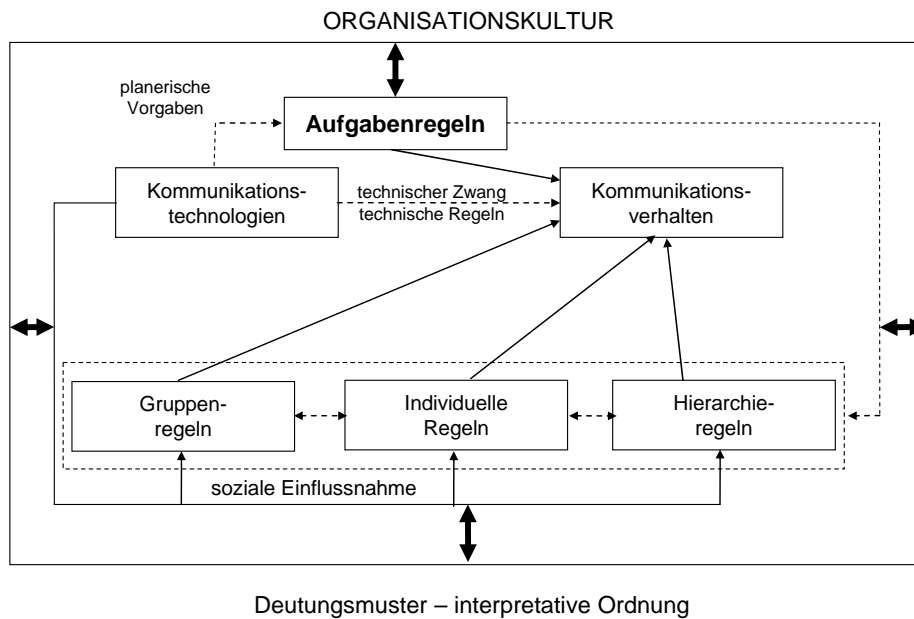 ORGANISATIONSKULTUR
planerische
Vorgaben
Aufgabenregeln
Kommunikations-
technologien
technischer Zwang
technische Regeln
Kommunikations-
verhalten
Gruppen-
regeln
Individuelle
Regeln
Hierarchie-
regeln
soziale Einflussnahme
Deutungsmuster – interpretative Ordnung